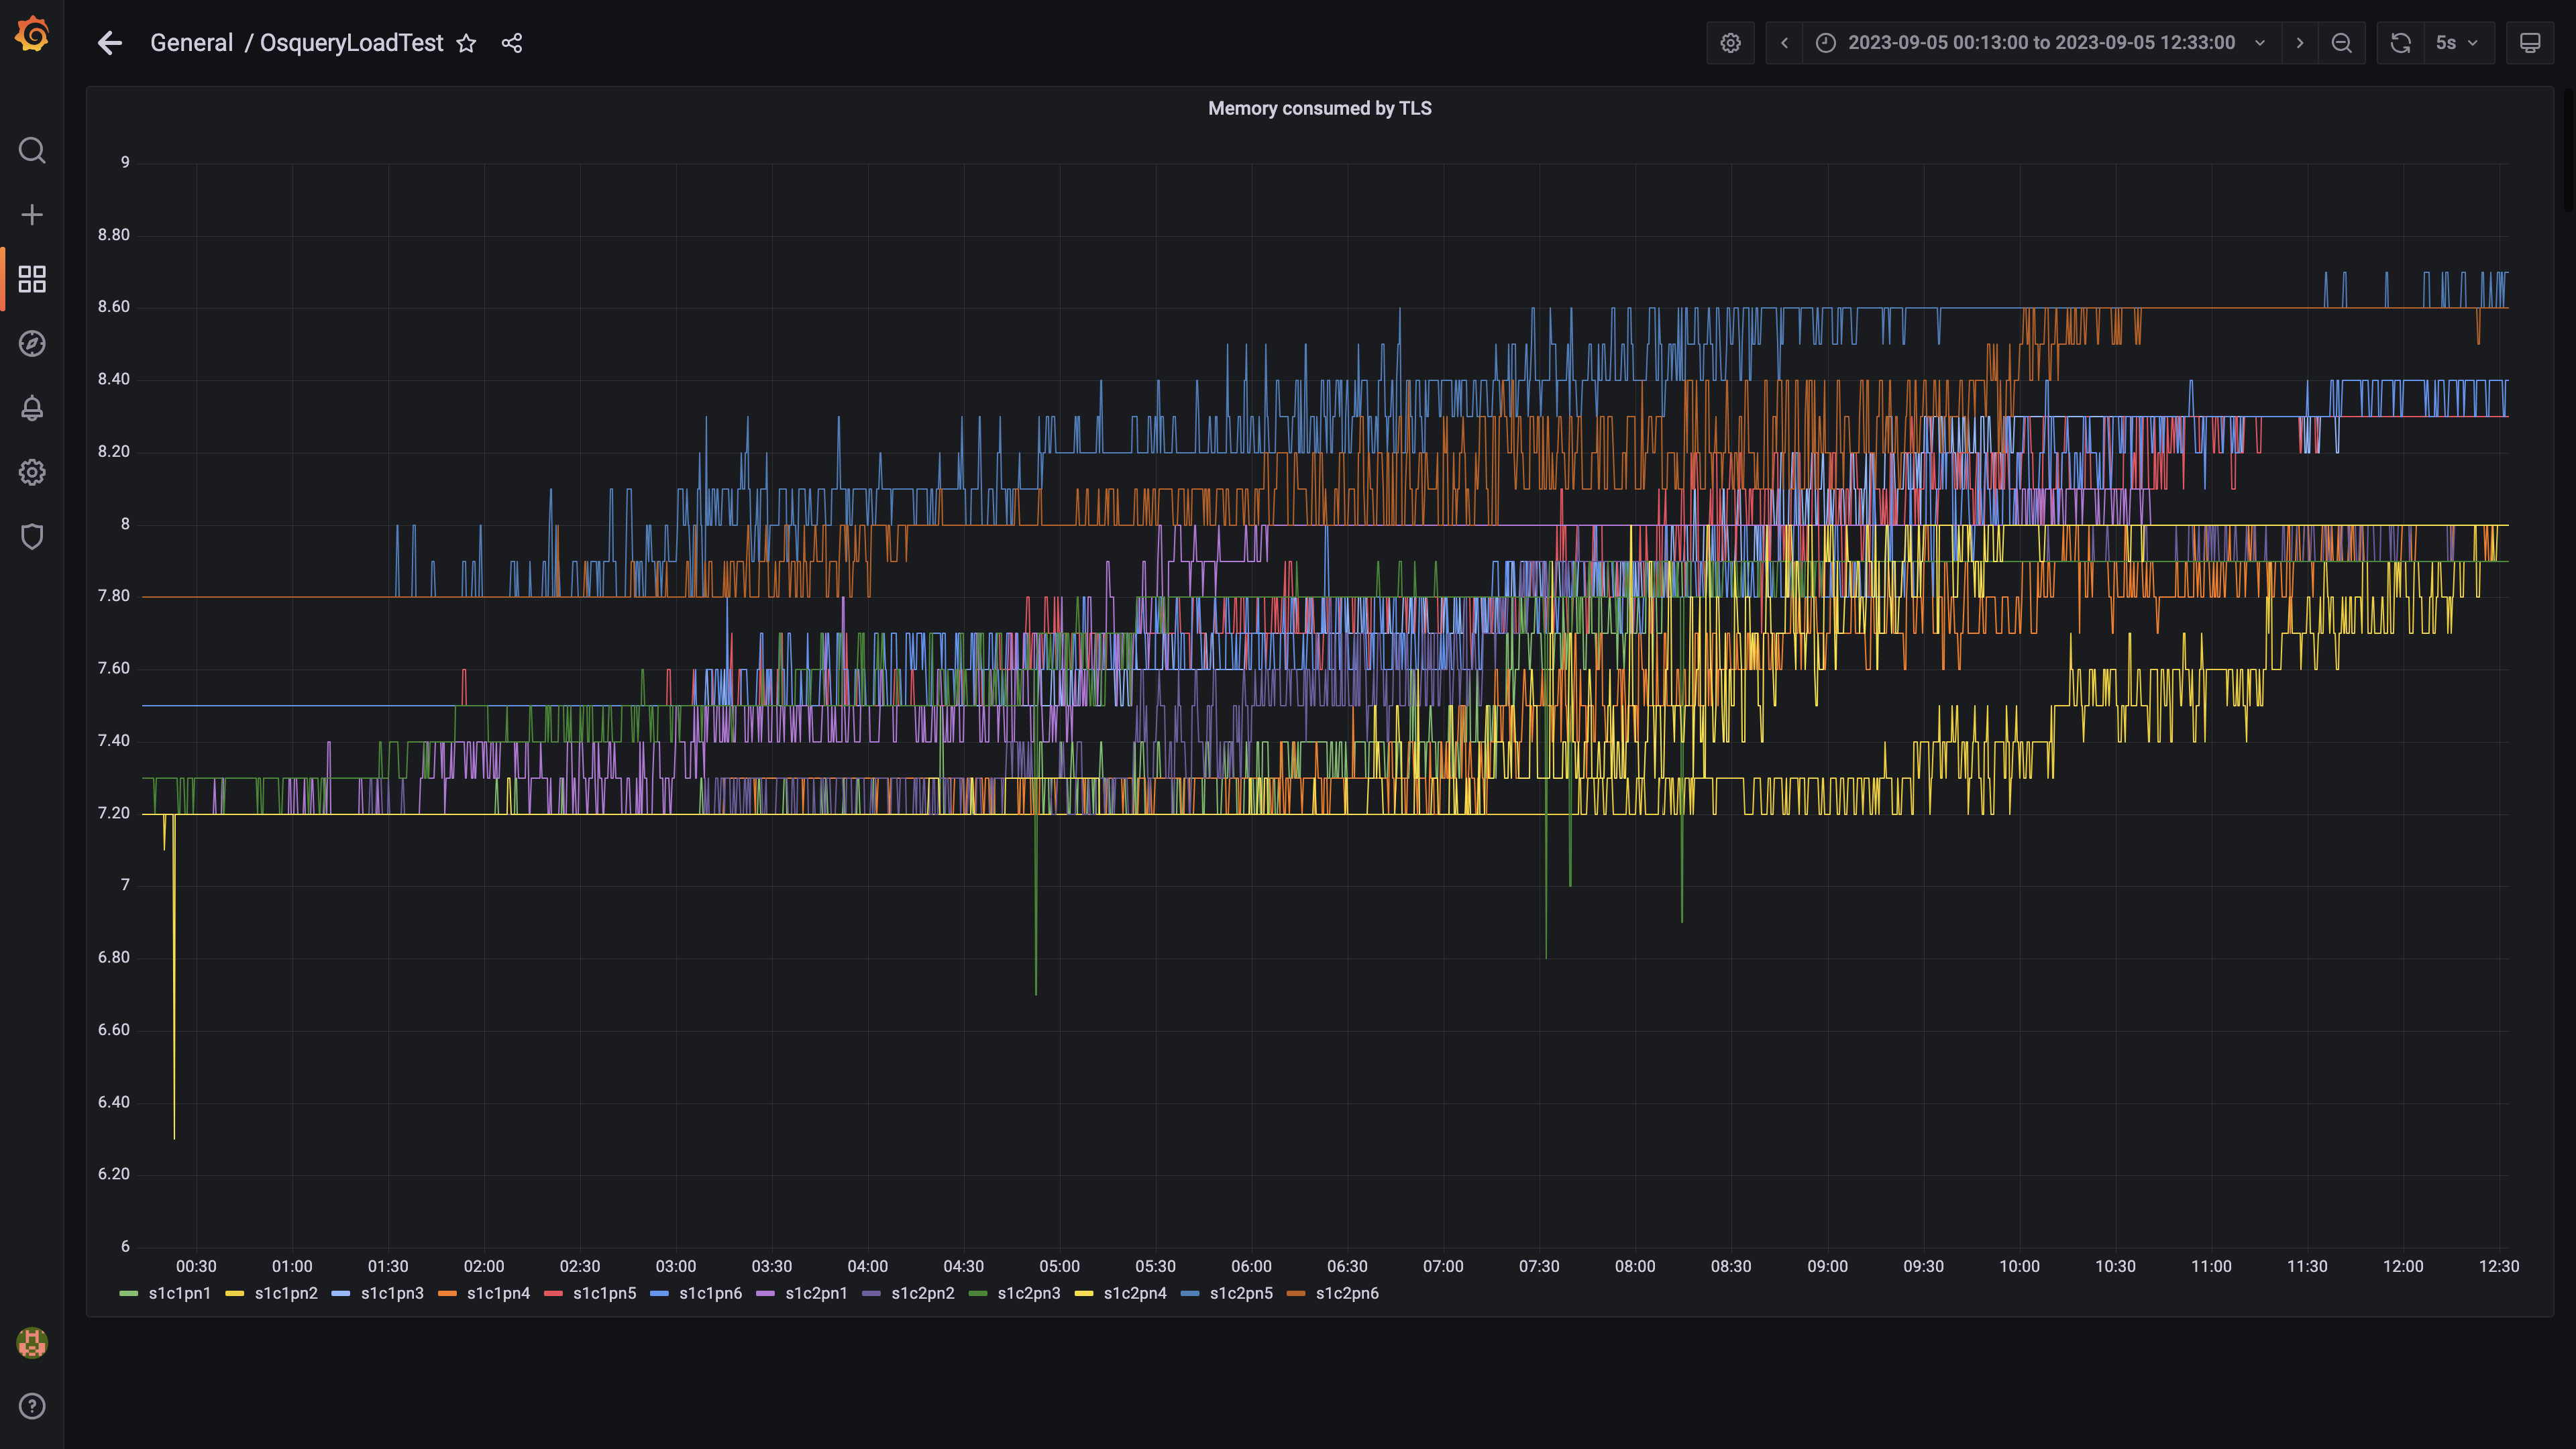 General / OsqueryLoadTest
2023-09-05 00:13:00 to 2023-09-05 12:33:00
5s
Memory consumed by TLS
9
8.80
8.60
8.40
8.20
8
7.80
7.60
7.40
7.20
7
6.80
6.60
6.40
6.20
6
00:30 01:00 01:30 02:00 02:30 03:00 03:30 04:00 04:30 05:00 05:30 06:00 06:30 07:00 07:30 08:00 08:30 09:00 09:30 10:00 10:30 11:00 11:30 12:00 12:30
s1c1pn1 s1c1pn2 s1c1pn3 s1c1pn4 s1c1pn5 s1c1pn6 s1c2pn1 s1c2pn2 s1c2pn3 s1c2pn4 s1c2pn5 s1c2pn6